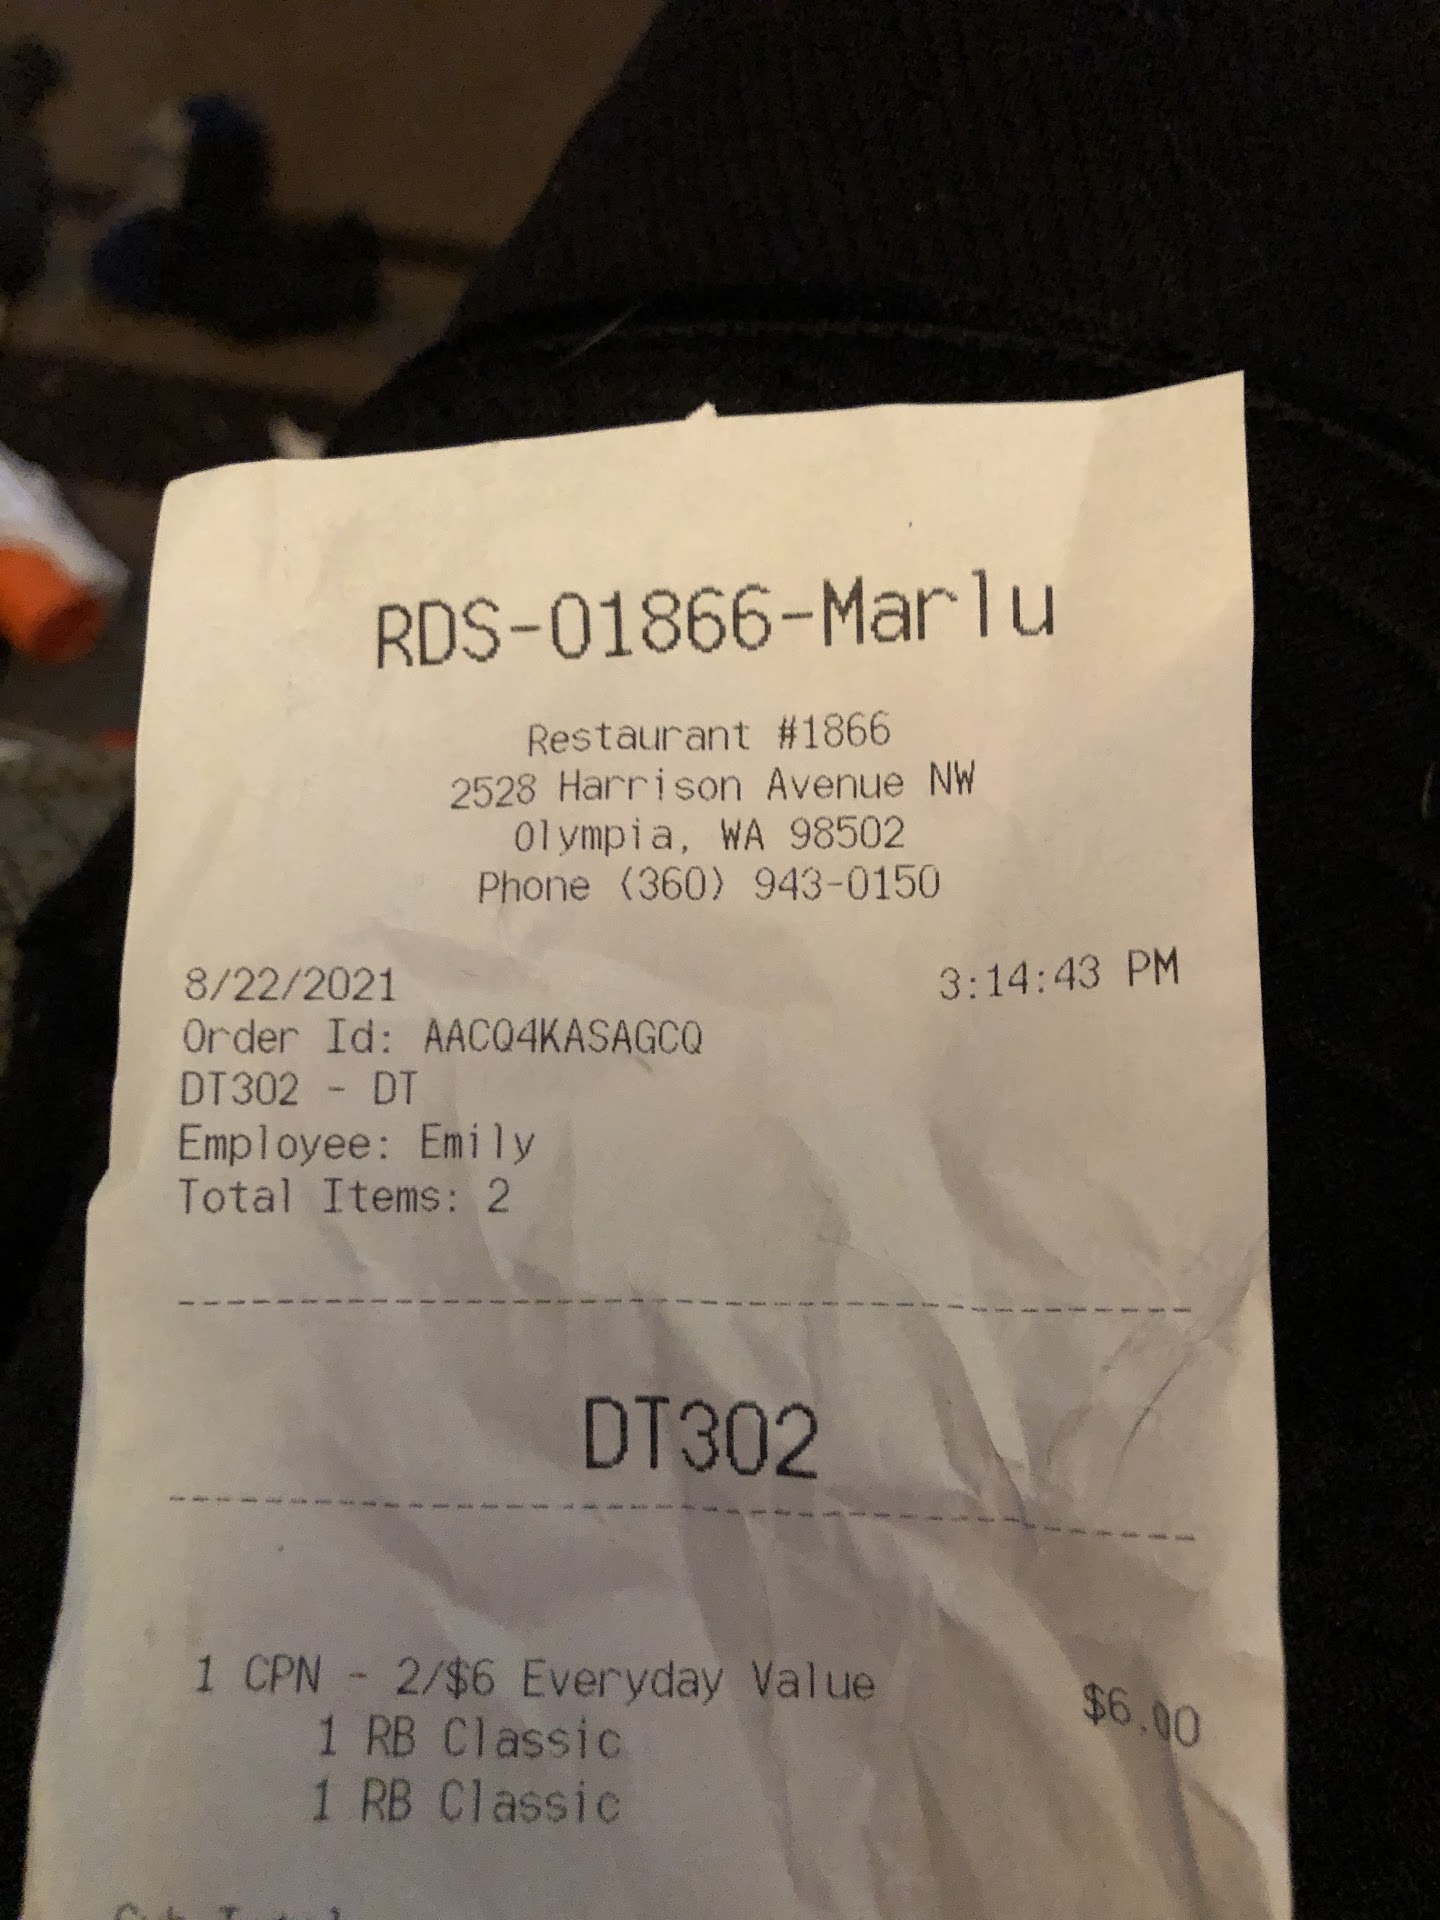 RDS-01866-Marlu
Restaurant #1866
2528 Harrison Avenue NW
Olympia, WA 98502
Phone (360) 943-0150
8/22/2021 3:14:43 PM
Order Id: AACQ4KASAGCQ
DT302 - DT
Employee: Emily
Total Items: 2
DT302
1 CPN - 2/$6 Everyday Value $6.00
1 RB Classic
1 RB Classic